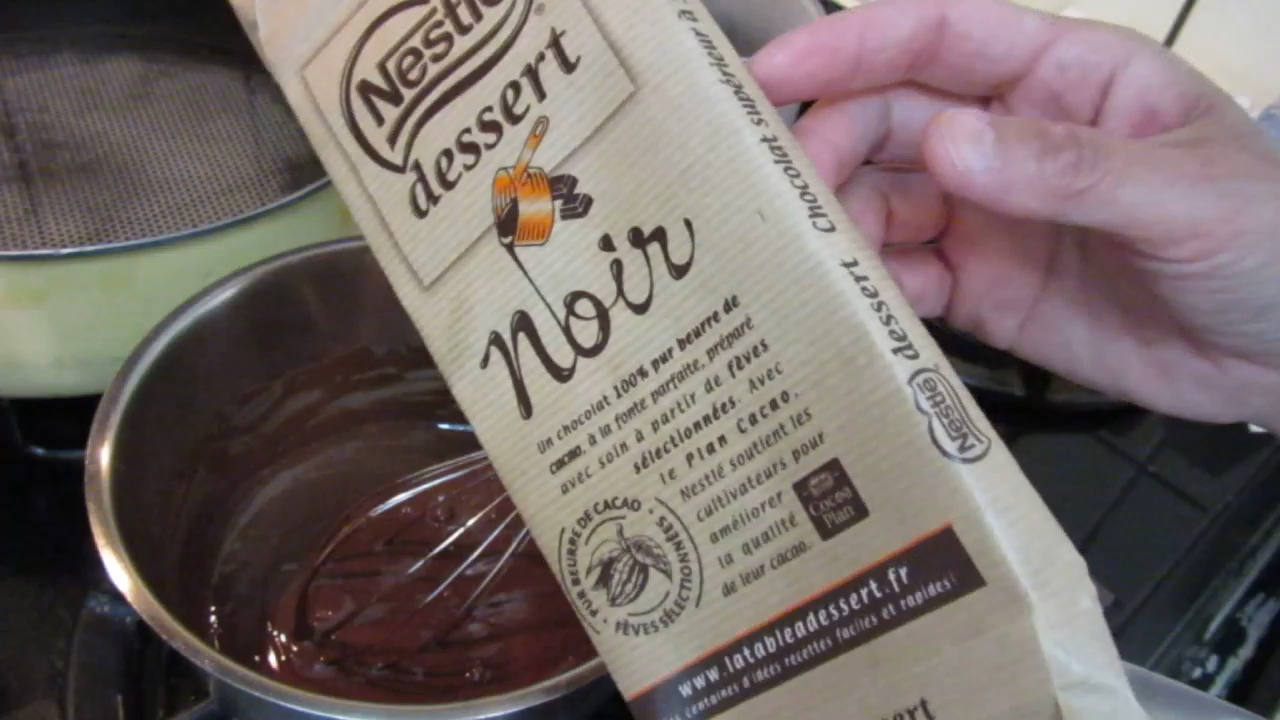 Nestlé
dessert
Noir
Un chocolat 100% pur beurre de
cacao, à la fonte parfaite, préparé
avec soin à partir de fèves
sélectionnées. Avec
le Plan Cacao,
Nestlé soutient les
cultivateurs pour
améliorer
la qualité
de leur cacao.
PUR BEURRE DE CACAO • FÈVES SÉLECTIONNÉES •
Cocoa
Plan
www.latableadessert.fr
centaines d'idées recettes faciles et rapides!
Chocolat supérieur à
dessert
Nestlé